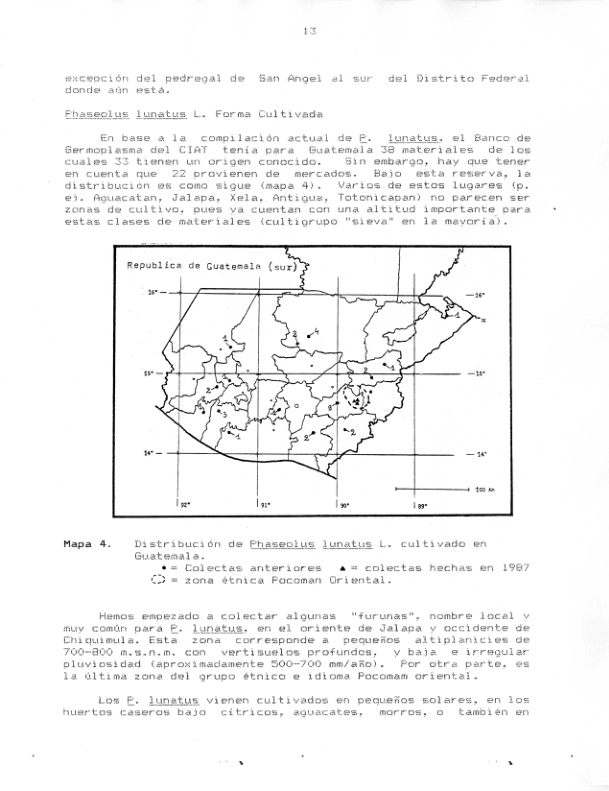 13
excepción del pedregal de San Angel al sur del Distrito Federal
donde aún está.
Phaseolus lunatus L. Forma Cultivada
En base a la compilación actual de P. lunatus, el Banco de
Germoplasma del CIAT tenía para Guatemala 38 materiales de los
cuales 33 tienen un origen conocido. Sin embargo, hay que tener
en cuenta que 22 provienen de mercados. Bajo esta reserva, la
distribución es como sigue (mapa 4). Varios de estos lugares (p.
ej. Aguacatan, Jalapa, Xela, Antigua, Totonicapan) no parecen ser
zonas de cultivo, pues ya cuentan con una altitud importante para
estas clases de materiales (cultigrupo "sieva" en la mayoría).
Republica de Guatemala (sur)
16° 16°
4
1
15° 15°
2
3
2 2
1
14° 14°
100 Km
92° 91° 90° 89°
Mapa 4. Distribución de Phaseolus lunatus L. cultivado en
Guatemala.
• = Colectas anteriores ▲ = colectas hechas en 1987
= zona étnica Pocoman Oriental.
Hemos empezado a colectar algunas "furunas", nombre local y
muy común para P. lunatus, en el oriente de Jalapa y occidente de
Chiquimula. Esta zona corresponde a pequeños altiplanicies de
700-800 m.s.n.m. con vertisuelos profundos, y baja e irregular
pluviosidad (aproximadamente 500-700 mm/año). Por otra parte, es
la última zona del grupo étnico e idioma Pocomam oriental.
Los P. lunatus vienen cultivados en pequeños solares, en los
huertos caseros bajo cítricos, aguacates, morros, o también en